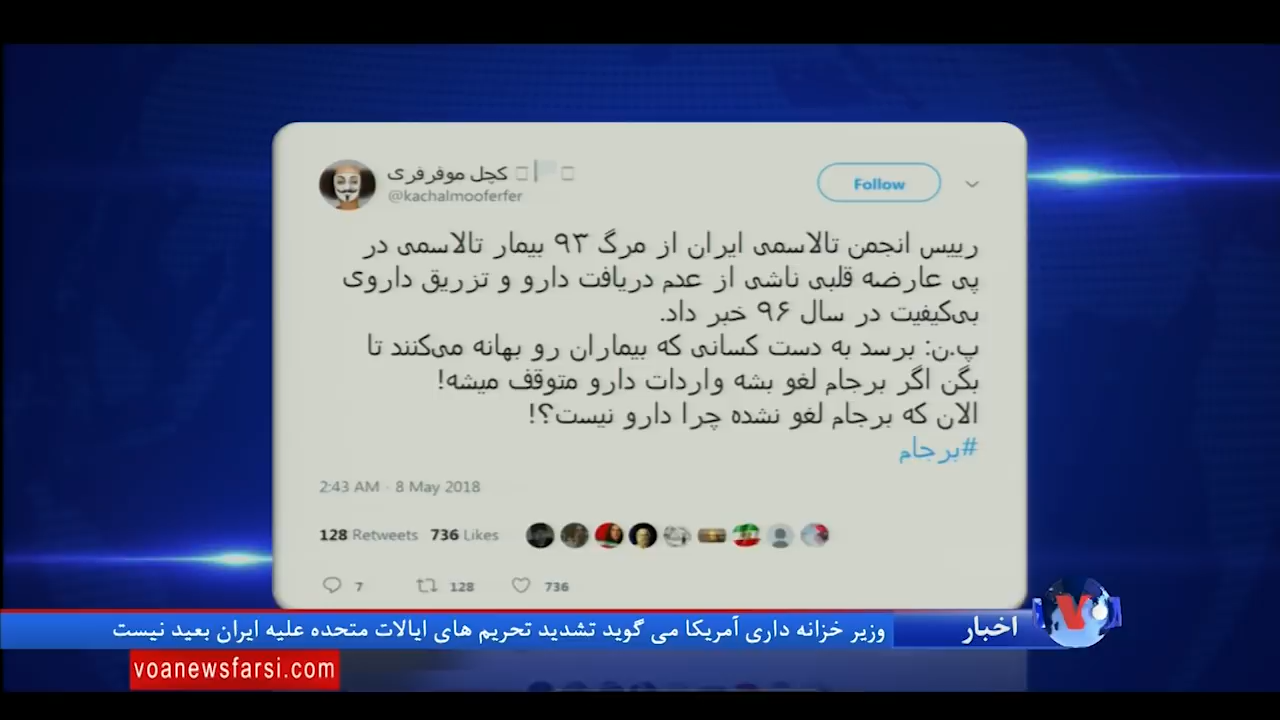 کچل موفرفری
@kachalmooferfer
Follow
رییس انجمن تالاسمی ایران از مرگ ۹۳ بیمار تالاسمی در
پی عارضه قلبی ناشی از عدم دریافت دارو و تزریق داروی
بی‌کیفیت در سال ۹۶ خبر داد.
پ.ن: برسد به دست کسانی که بیماران رو بهانه می‌کنند تا
بگن اگر برجام لغو بشه واردات دارو متوقف میشه!
الان که برجام لغو نشده چرا دارو نیست؟!
#برجام
2:43 AM - 8 May 2018
128 Retweets 736 Likes
7 128 736
اخبار
وزیر خزانه داری آمریکا می گوید تشدید تحریم های ایالات متحده علیه ایران بعید نیست
voanewsfarsi.com